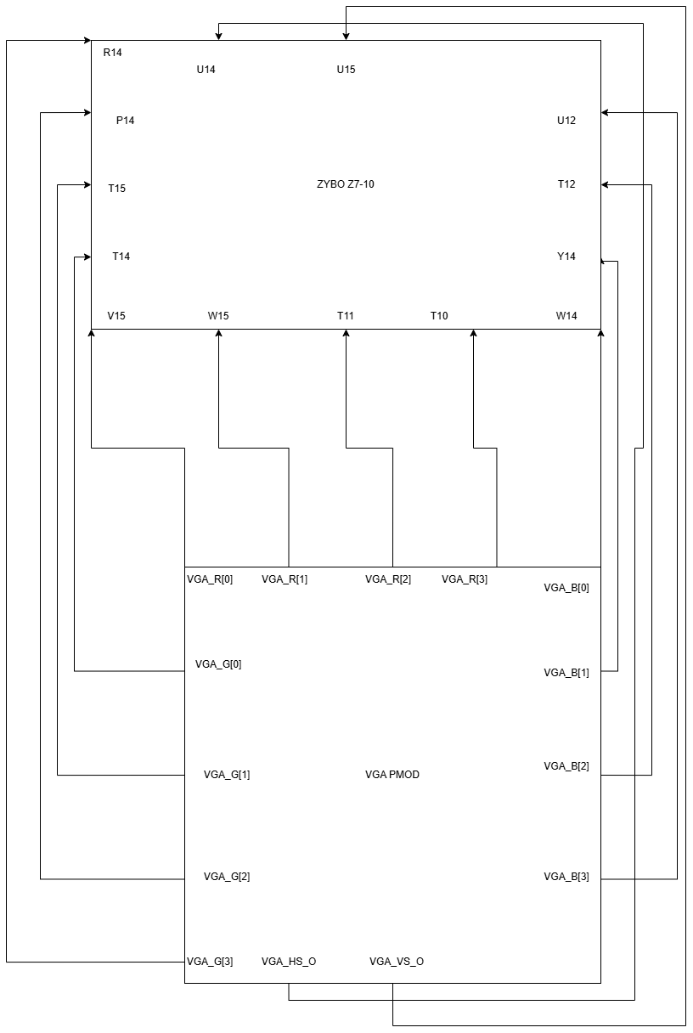 R14
U14
U15
P14
U12
T15
ZYBO Z7-10
T12
T14
Y14
V15
W15
T11
T10
W14
VGA_R[0]
VGA_R[1]
VGA_R[2]
VGA_R[3]
VGA_B[0]
VGA_G[0]
VGA_B[1]
VGA_G[1]
VGA PMOD
VGA_B[2]
VGA_G[2]
VGA_B[3]
VGA_G[3]
VGA_HS_O
VGA_VS_O